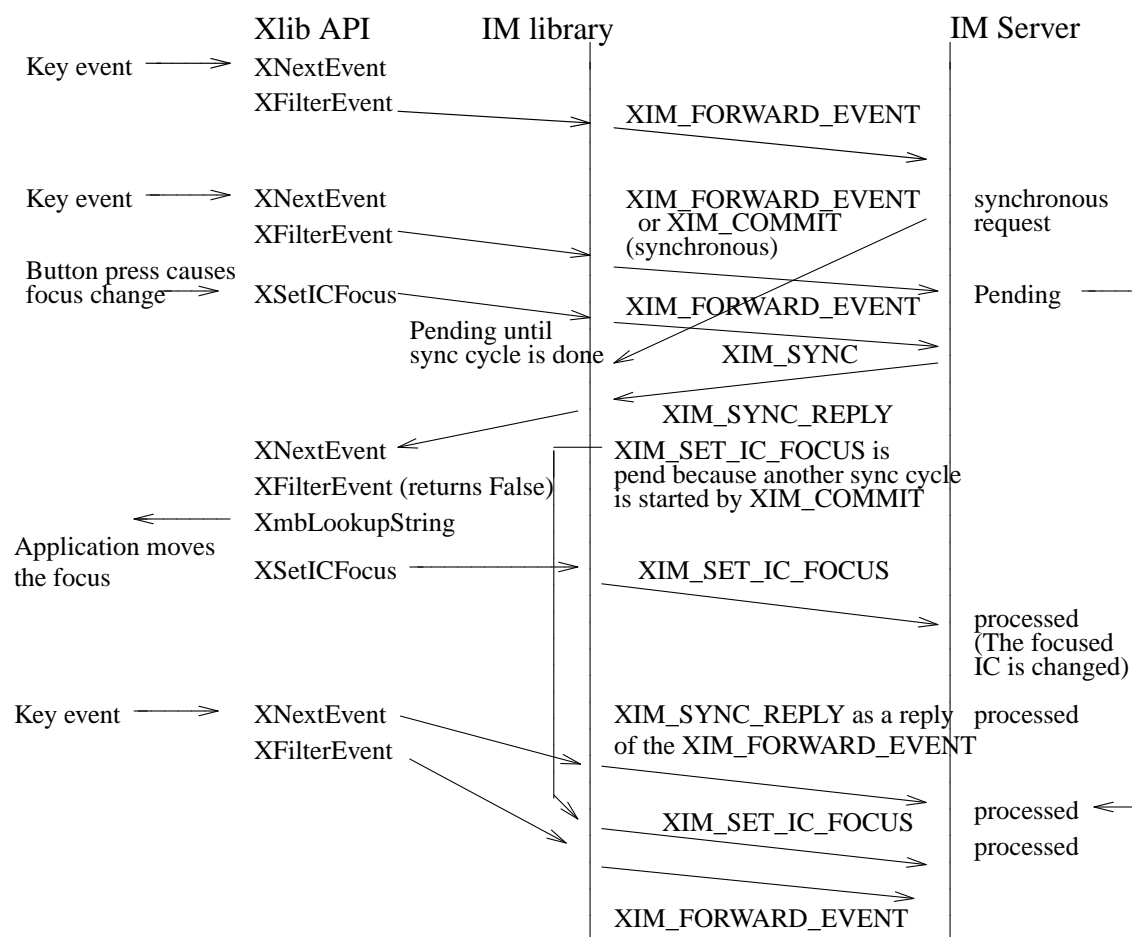 Xlib API IM library IM Server
Key event XNextEvent
XFilterEvent XIM_FORWARD_EVENT
Key event XNextEvent XIM_FORWARD_EVENT synchronous
or XIM_COMMIT request
XFilterEvent (synchronous)
Button press causes
focus change XSetICFocus Pending
XIM_FORWARD_EVENT
Pending until
sync cycle is done XIM_SYNC
XIM_SYNC_REPLY
XNextEvent XIM_SET_IC_FOCUS is
pend because another sync cycle
XFilterEvent (returns False) is started by XIM_COMMIT
XmbLookupString
Application moves
the focus XSetICFocus XIM_SET_IC_FOCUS
processed
(The focused
IC is changed)
Key event XNextEvent XIM_SYNC_REPLY as a reply processed
XFilterEvent of the XIM_FORWARD_EVENT
processed
XIM_SET_IC_FOCUS
processed
XIM_FORWARD_EVENT